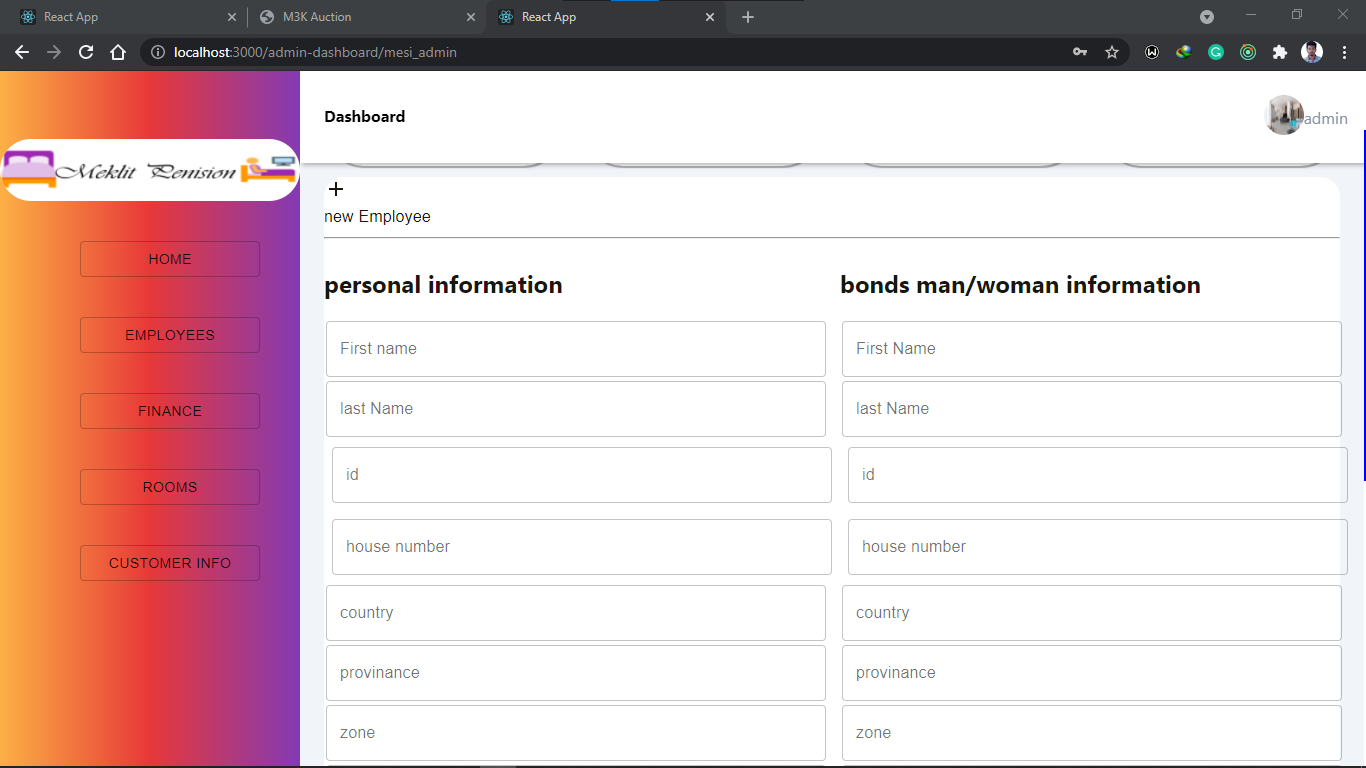 React App
M3K Auction
React App
localhost:3000/admin-dashboard/mesi_admin
Dashboard
admin
Meklit Penision
HOME
EMPLOYEES
FINANCE
ROOMS
CUSTOMER INFO
new Employee
personal information
First name
last Name
id
house number
country
provinance
zone
bonds man/woman information
First Name
last Name
id
house number
country
provinance
zone